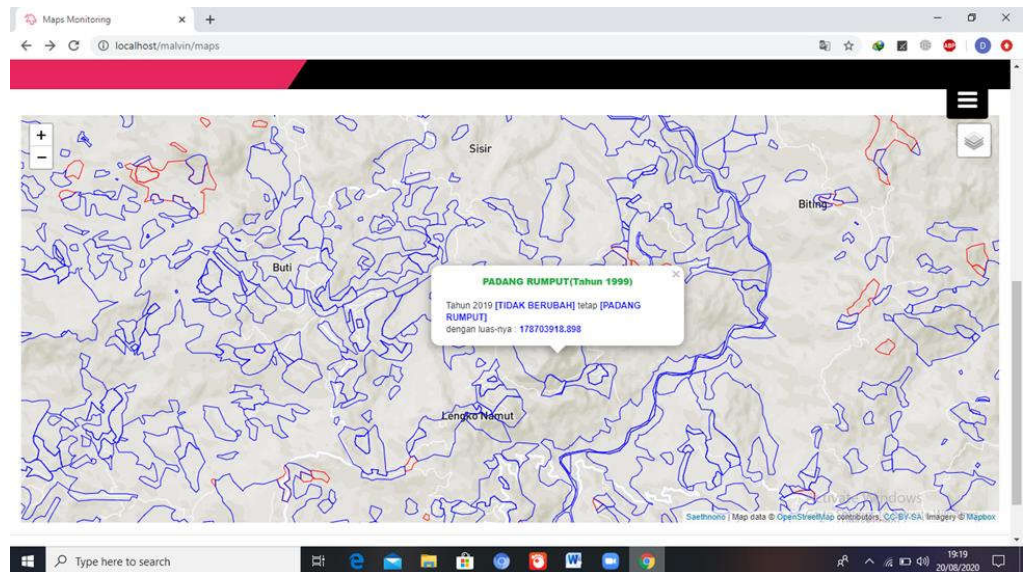 Maps Monitoring
localhost/malvin/maps
ABP
D
+
−
Sisir
Biting
Buti
PADANG RUMPUT(Tahun 1999)
Tahun 2019 [TIDAK BERUBAH] tetap [PADANG
RUMPUT]
dengan luas-nya : 178703918.898
Lengko Namut
Saethnono | Map data © OpenStreetMap contributors, CC-BY-SA, Imagery © Mapbox
Type here to search
19:19
20/08/2020